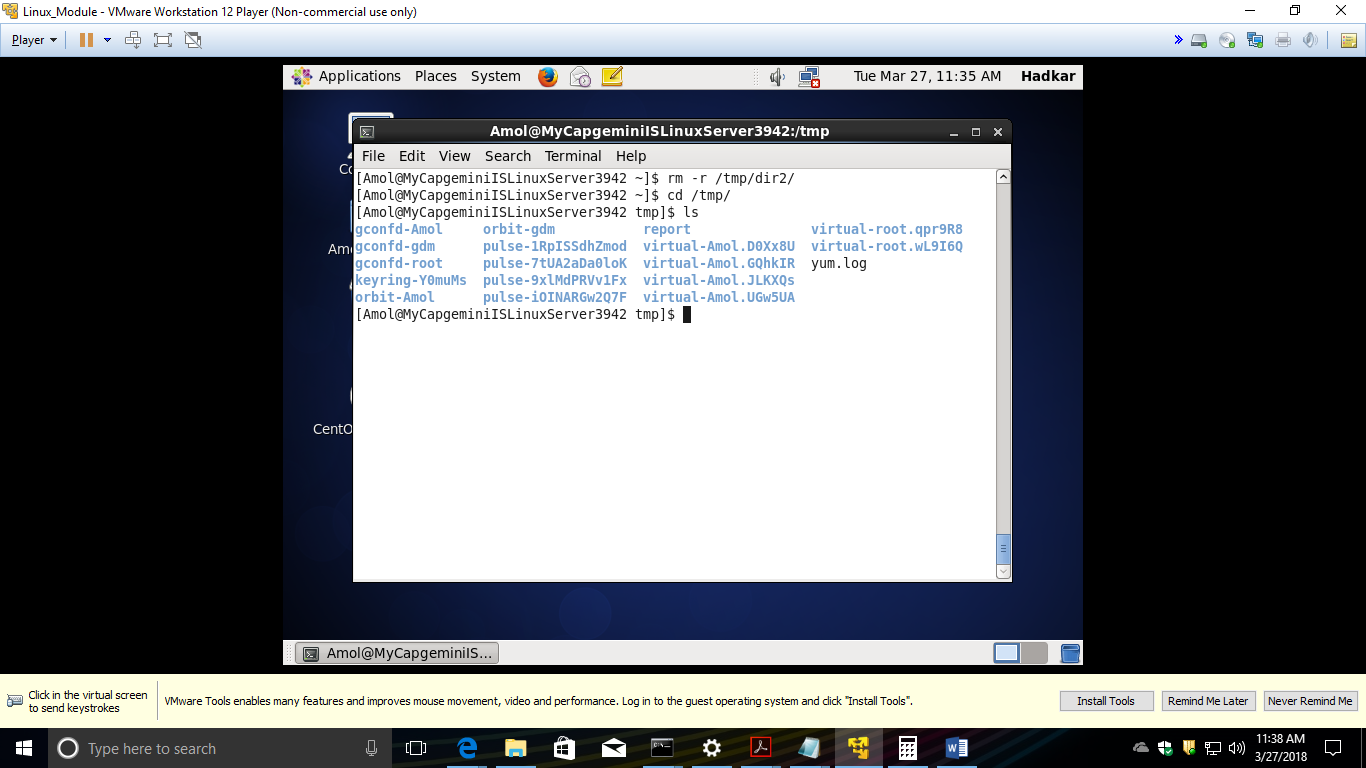 Linux_Module - VMware Workstation 12 Player (Non-commercial use only)
Player
Applications Places System Tue Mar 27, 11:35 AM Hadkar
Amol@MyCapgeminiISLinuxServer3942:/tmp
File Edit View Search Terminal Help
[Amol@MyCapgeminiISLinuxServer3942 ~]$ rm -r /tmp/dir2/
[Amol@MyCapgeminiISLinuxServer3942 ~]$ cd /tmp/
[Amol@MyCapgeminiISLinuxServer3942 tmp]$ ls
gconfd-Amol orbit-gdm report virtual-root.qpr9R8
gconfd-gdm pulse-1RpISSdhZmod virtual-Amol.D0Xx8U virtual-root.wL9I6Q
gconfd-root pulse-7tUA2aDa0loK virtual-Amol.GQhkIR yum.log
keyring-Y0muMs pulse-9xlMdPRVv1Fx virtual-Amol.JLKXQs
orbit-Amol pulse-iOINARGw2Q7F virtual-Amol.UGw5UA
[Amol@MyCapgeminiISLinuxServer3942 tmp]$
Co
Am
CentO
Amol@MyCapgeminiIS...
Click in the virtual screen
to send keystrokes
VMware Tools enables many features and improves mouse movement, video and performance. Log in to the guest operating system and click "Install Tools".
Install Tools Remind Me Later Never Remind Me
Type here to search
11:38 AM
3/27/2018